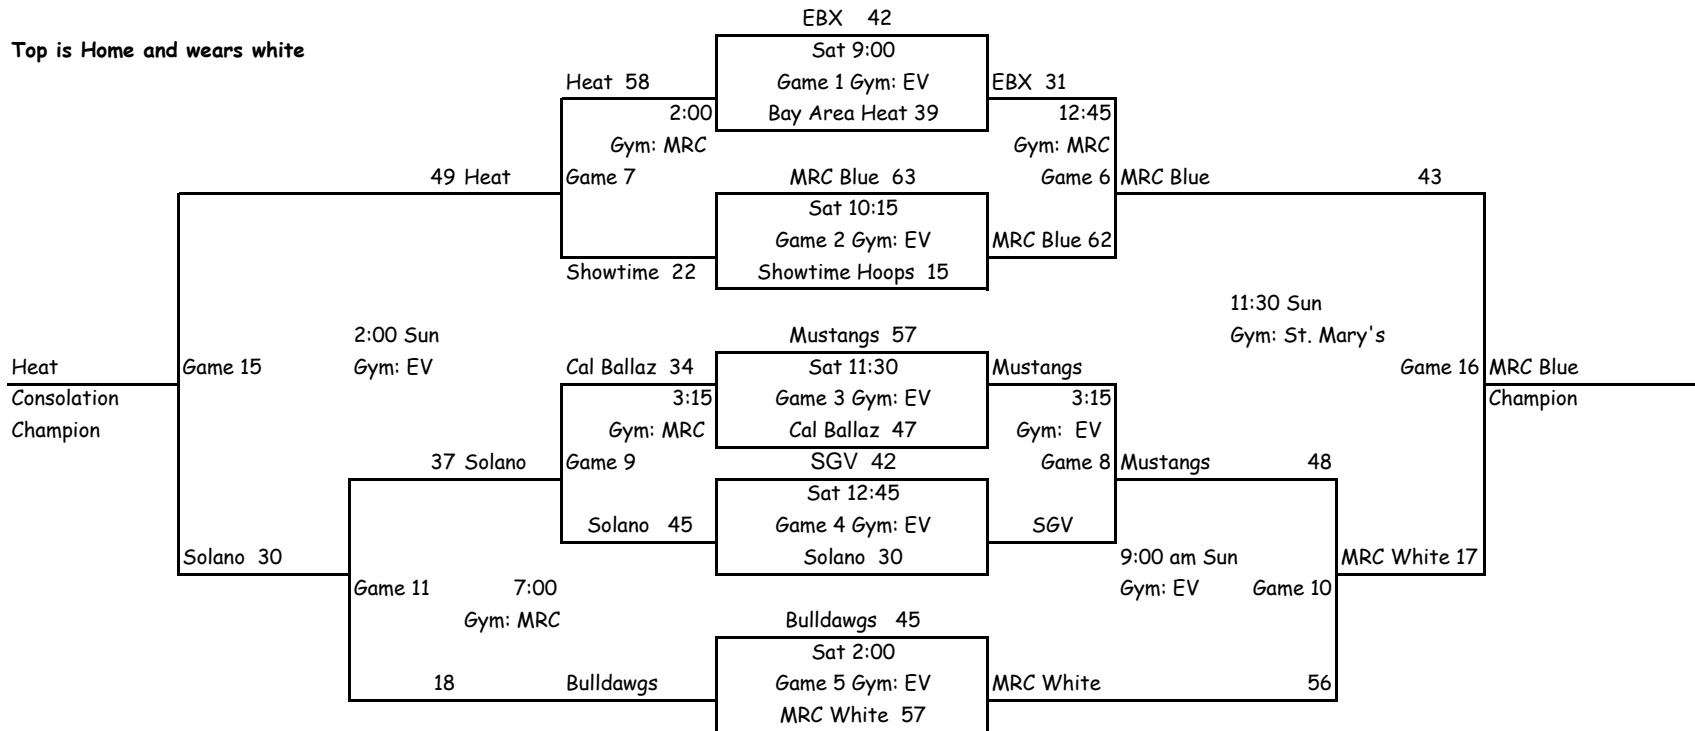 EBX 42
Top is Home and wears white
Sat 9:00
Heat 58
Game 1 Gym: EV
EBX 31
2:00
Bay Area Heat 39
12:45
Gym: MRC
Gym: MRC
49 Heat
Game 7
MRC Blue 63
Game 6
MRC Blue
43
Sat 10:15
Game 2 Gym: EV
MRC Blue 62
Showtime 22
Showtime Hoops 15
11:30 Sun
2:00 Sun
Mustangs 57
Gym: St. Mary's
Heat
Game 15
Gym: EV
Cal Ballaz 34
Sat 11:30
Mustangs
Game 16
MRC Blue
Consolation
3:15
Game 3 Gym: EV
3:15
Champion
Champion
Gym: MRC
Cal Ballaz 47
Gym: EV
37 Solano
Game 9
SGV 42
Game 8
Mustangs
48
Sat 12:45
Solano 45
Game 4 Gym: EV
SGV
Solano 30
Solano 30
9:00 am Sun
MRC White 17
Game 11
7:00
Gym: EV
Game 10
Gym: MRC
Bulldawgs 45
Sat 2:00
18
Bulldawgs
Game 5 Gym: EV
MRC White
56
MRC White 57